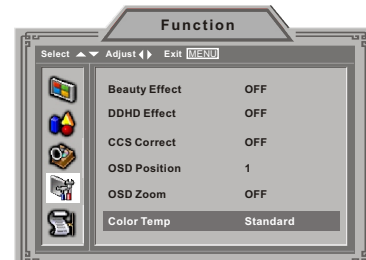 Function
Select Adjust Exit MENU
Beauty Effect OFF
DDHD Effect OFF
CCS Correct OFF
OSD Position 1
OSD Zoom OFF
Color Temp Standard